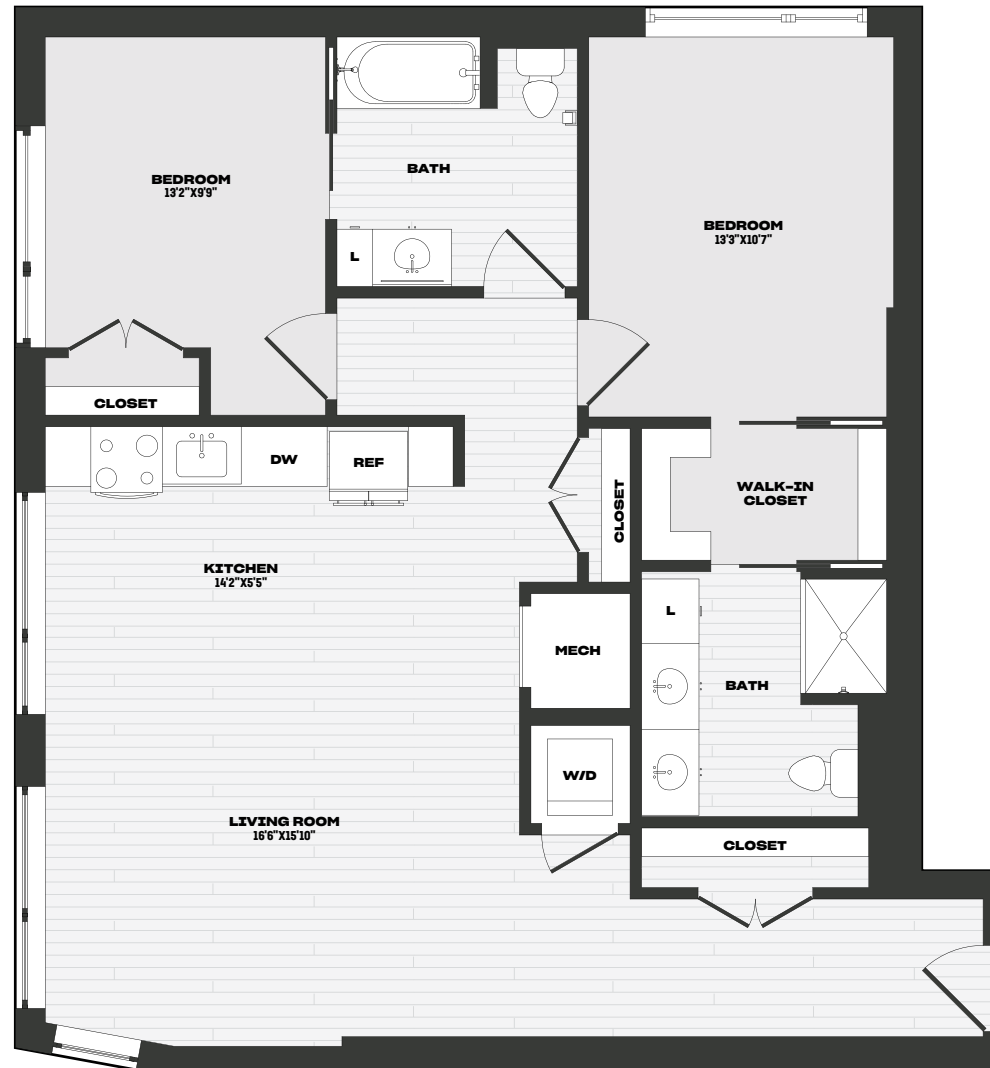 BATH
BEDROOM
13'2"X9'9"
BEDROOM
13'3"X10'7"
L
CLOSET
DW
REF
WALK-IN
CLOSET
CLOSET
KITCHEN
14'2"X5'5"
L
MECH
BATH
W/D
LIVING ROOM
16'6"X15'10"
CLOSET